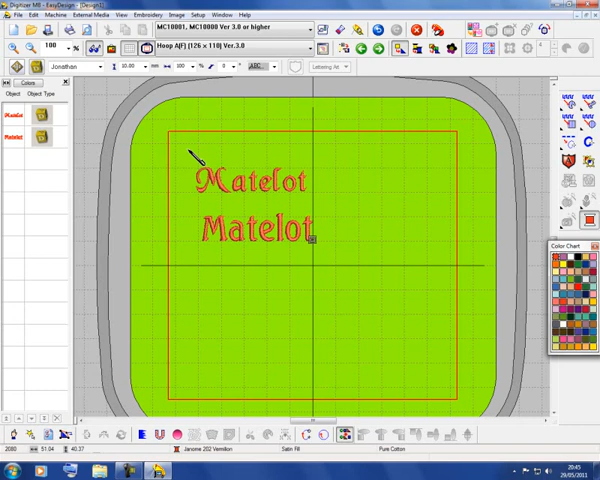 Digitizer MB - EasyDesign - [Design1]
File Edit Machine External Media View Embroidery Image Setup Window Help
MC10001, MC10000 Ver 3.0 or higher
100 %
Hoop A(F) (126 x 110) Ver.3.0
Jonathan 10.00 mm 100 % 0 ABC Lettering Art
Colors
Object Object Type
Matelot
Matelot
Matelot
Matelot
Color Chart
2080 51.04 40.37 Janome 202 Vermilion Satin Fill Pure Cotton
20:45
29/05/2011